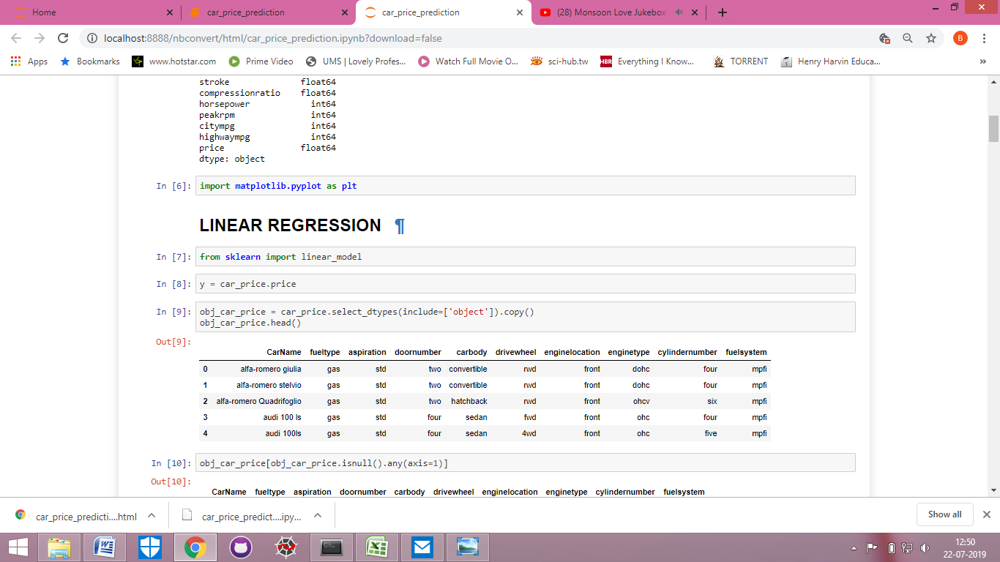 Home
car_price_prediction
car_price_prediction
(28) Monsoon Love Jukebox
localhost:8888/nbconvert/html/car_price_prediction.ipynb?download=false
B
Apps Bookmarks www.hotstar.com Prime Video UMS | Lovely Profes... Watch Full Movie O... sci-hub.tw HBR Everything I Know... TORRENT Henry Harvin Educa... »
stroke float64
compressionratio float64
horsepower int64
peakrpm int64
citympg int64
highwaympg int64
price float64
dtype: object
In [6]: import matplotlib.pyplot as plt
LINEAR REGRESSION ¶
In [7]: from sklearn import linear_model
In [8]: y = car_price.price
In [9]: obj_car_price = car_price.select_dtypes(include=['object']).copy()
obj_car_price.head()
Out[9]:
CarName fueltype aspiration doornumber carbody drivewheel enginelocation enginetype cylindernumber fuelsystem
0 alfa-romero giulia gas std two convertible rwd front dohc four mpfi
1 alfa-romero stelvio gas std two convertible rwd front dohc four mpfi
2 alfa-romero Quadrifoglio gas std two hatchback rwd front ohcv six mpfi
3 audi 100 ls gas std four sedan fwd front ohc four mpfi
4 audi 100ls gas std four sedan 4wd front ohc five mpfi
In [10]: obj_car_price[obj_car_price.isnull().any(axis=1)]
Out[10]:
CarName fueltype aspiration doornumber carbody drivewheel enginelocation enginetype cylindernumber fuelsystem
car_price_predicti....html
car_price_predict....ipy...
Show all
12:50
22-07-2019